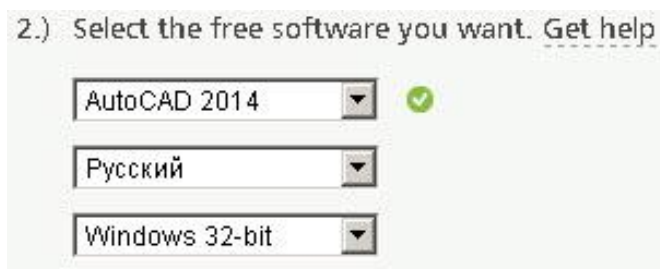 2.) Select the free software you want. Get help
AutoCAD 2014
Русский
Windows 32-bit